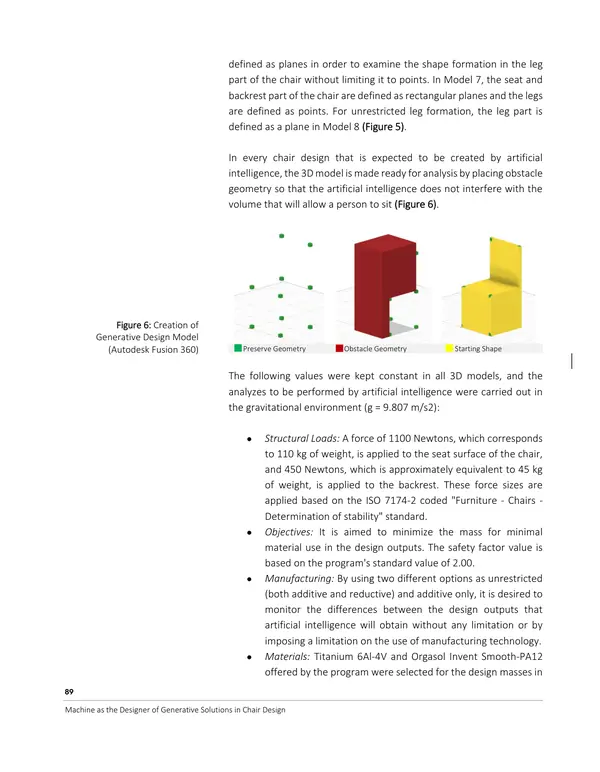 defined as planes in order to examine the shape formation in the leg
part of the chair without limiting it to points. In Model 7, the seat and
backrest part of the chair are defined as rectangular planes and the legs
are defined as points. For unrestricted leg formation, the leg part is
defined as a plane in Model 8 (Figure 5).
In every chair design that is expected to be created by artificial
intelligence, the 3D model is made ready for analysis by placing obstacle
geometry so that the artificial intelligence does not interfere with the
volume that will allow a person to sit (Figure 6).
Preserve Geometry
Obstacle Geometry
Starting Shape
Figure 6: Creation of
Generative Design Model
(Autodesk Fusion 360)
The following values were kept constant in all 3D models, and the
analyzes to be performed by artificial intelligence were carried out in
the gravitational environment (g = 9.807 m/s2):
● Structural Loads: A force of 1100 Newtons, which corresponds
to 110 kg of weight, is applied to the seat surface of the chair,
and 450 Newtons, which is approximately equivalent to 45 kg
of weight, is applied to the backrest. These force sizes are
applied based on the ISO 7174-2 coded "Furniture - Chairs -
Determination of stability" standard.
● Objectives: It is aimed to minimize the mass for minimal
material use in the design outputs. The safety factor value is
based on the program's standard value of 2.00.
● Manufacturing: By using two different options as unrestricted
(both additive and reductive) and additive only, it is desired to
monitor the differences between the design outputs that
artificial intelligence will obtain without any limitation or by
imposing a limitation on the use of manufacturing technology.
● Materials: Titanium 6Al-4V and Orgasol Invent Smooth-PA12
offered by the program were selected for the design masses in
89
Machine as the Designer of Generative Solutions in Chair Design